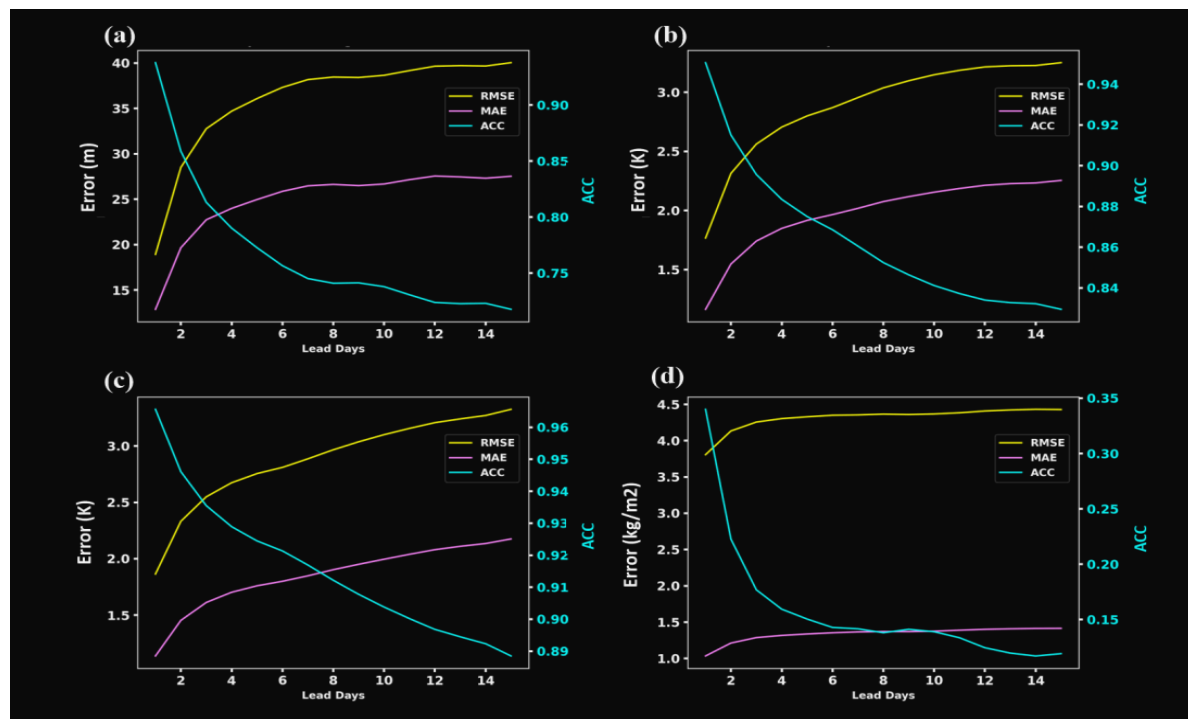 (a)
40
35
30
25
20
15
Error (m)
RMSE
MAE
ACC
0.90
0.85
0.80
0.75
ACC
2 4 6 8 10 12 14
Lead Days
(b)
3.0
2.5
2.0
1.5
Error (K)
RMSE
MAE
ACC
0.94
0.92
0.90
0.88
0.86
0.84
ACC
2 4 6 8 10 12 14
Lead Days
(c)
3.0
2.5
2.0
1.5
Error (K)
RMSE
MAE
ACC
0.96
0.95
0.94
0.93
0.92
0.91
0.90
0.89
ACC
2 4 6 8 10 12 14
Lead Days
(d)
4.5
4.0
3.5
3.0
2.5
2.0
1.5
1.0
Error (kg/m2)
RMSE
MAE
ACC
0.35
0.30
0.25
0.20
0.15
ACC
2 4 6 8 10 12 14
Lead Days